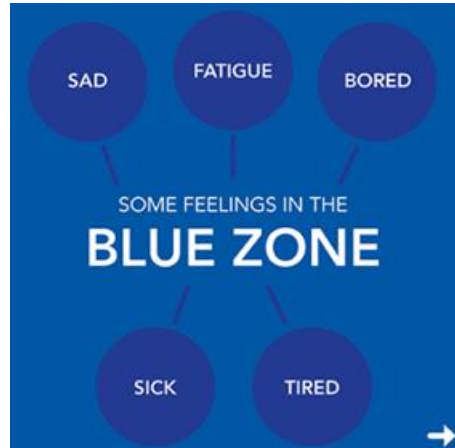 SAD
FATIGUE
BORED
SOME FEELINGS IN THE
BLUE ZONE
SICK
TIRED